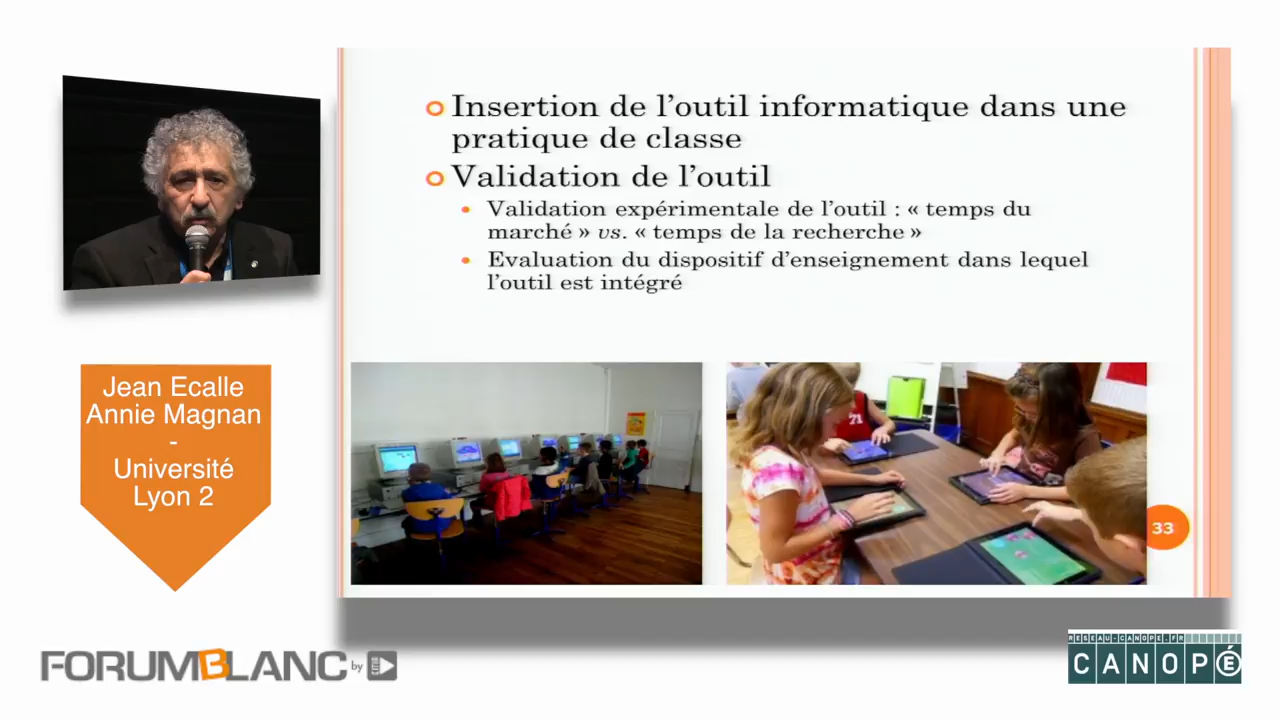 Insertion de l’outil informatique dans une
pratique de classe
Validation de l’outil
Validation expérimentale de l’outil : « temps du
marché » vs. « temps de la recherche »
Evaluation du dispositif d’enseignement dans lequel
l’outil est intégré
33
71
Jean Ecalle
Annie Magnan
-
Université
Lyon 2
FORUMBLANC by
RESEAU-CANOPE.FR
CANOPÉ